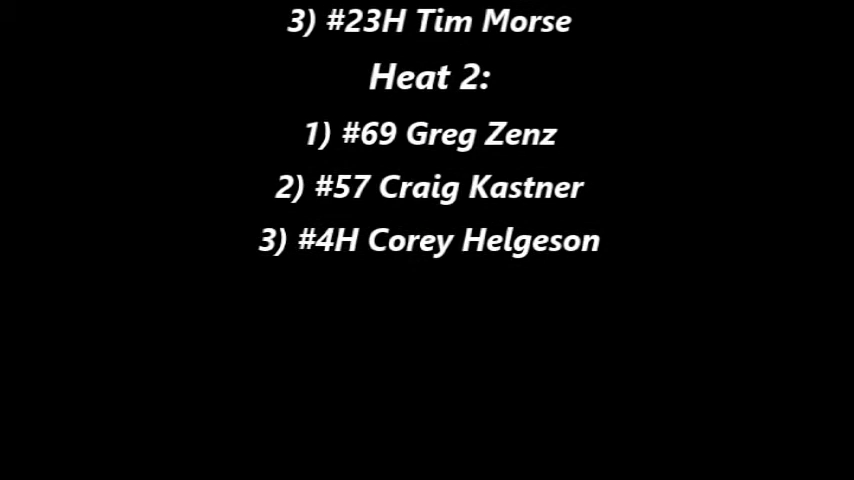 3) #23H Tim Morse
Heat 2:
1) #69 Greg Zenz
2) #57 Craig Kastner
3) #4H Corey Helgeson